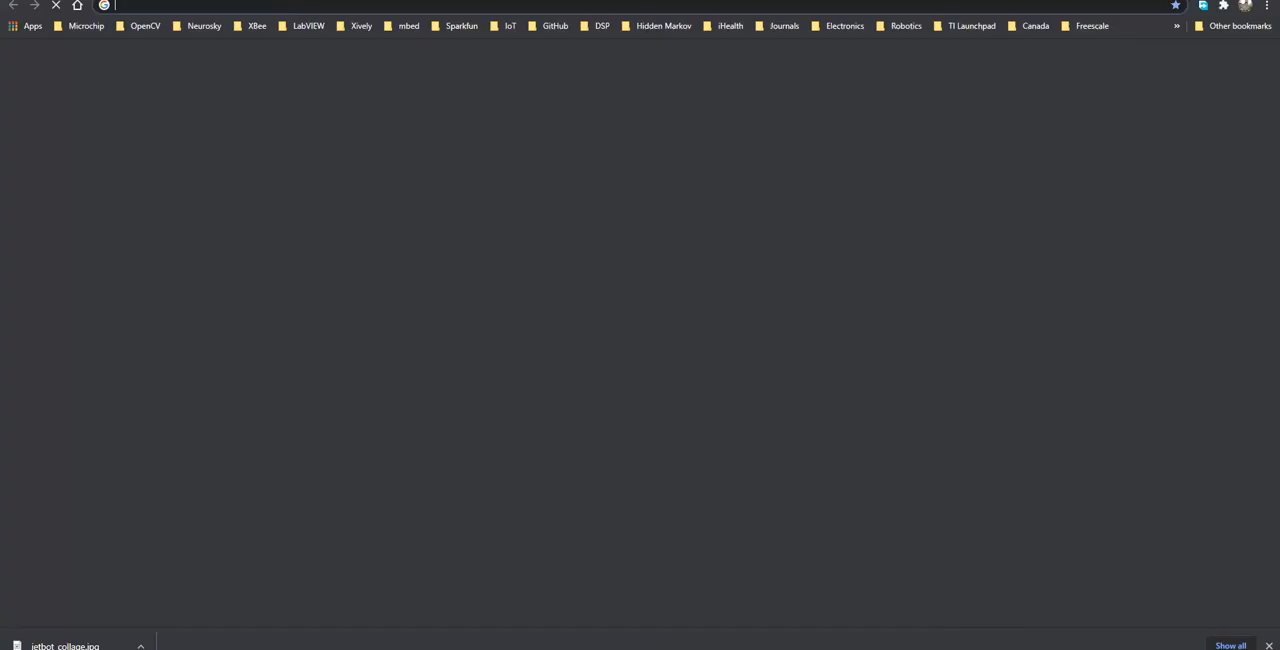 Apps Microchip OpenCV Neurosky XBee LabVIEW Xively mbed Sparkfun IoT GitHub DSP Hidden Markov iHealth Journals Electronics Robotics TI Launchpad Canada Freescale » Other bookmarks
jetbot_collage.jpg Show all